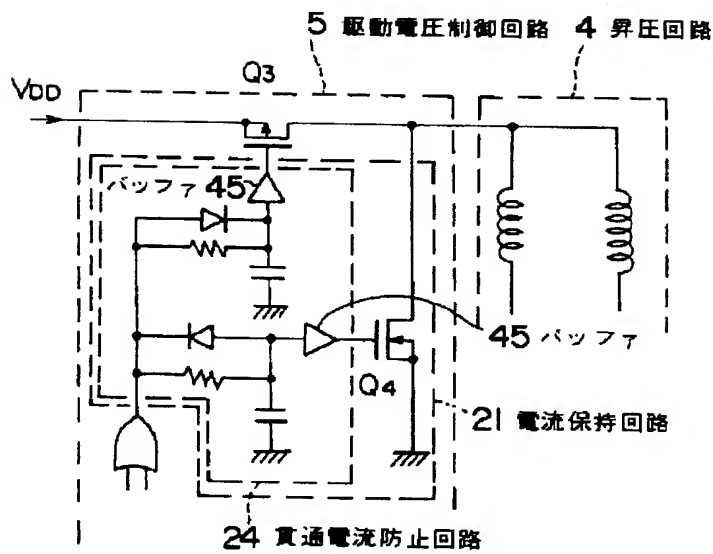 5 駆動電圧制御回路
4 昇圧回路
Q3
VDD
バッファ 45
45 バッファ
Q4
21 電流保持回路
24 貫通電流防止回路